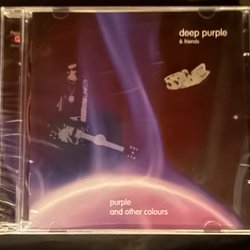 deep purple
& friends
purple
and other colours